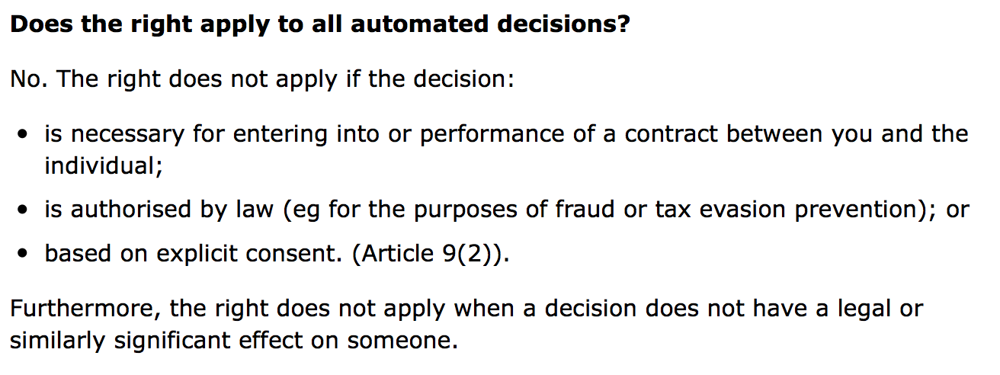 Does the right apply to all automated decisions?
No. The right does not apply if the decision:
• is necessary for entering into or performance of a contract between you and the
individual;
• is authorised by law (eg for the purposes of fraud or tax evasion prevention); or
• based on explicit consent. (Article 9(2)).
Furthermore, the right does not apply when a decision does not have a legal or
similarly significant effect on someone.